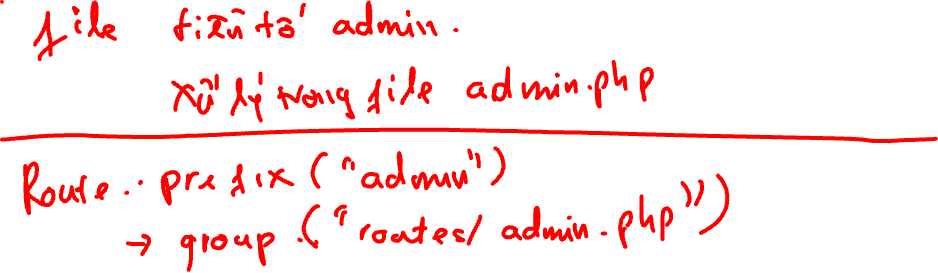 file tiền tố admin.
xử lý trong file admin.php
Route : prefix ("admin")
→ group ("routes/ admin.php")